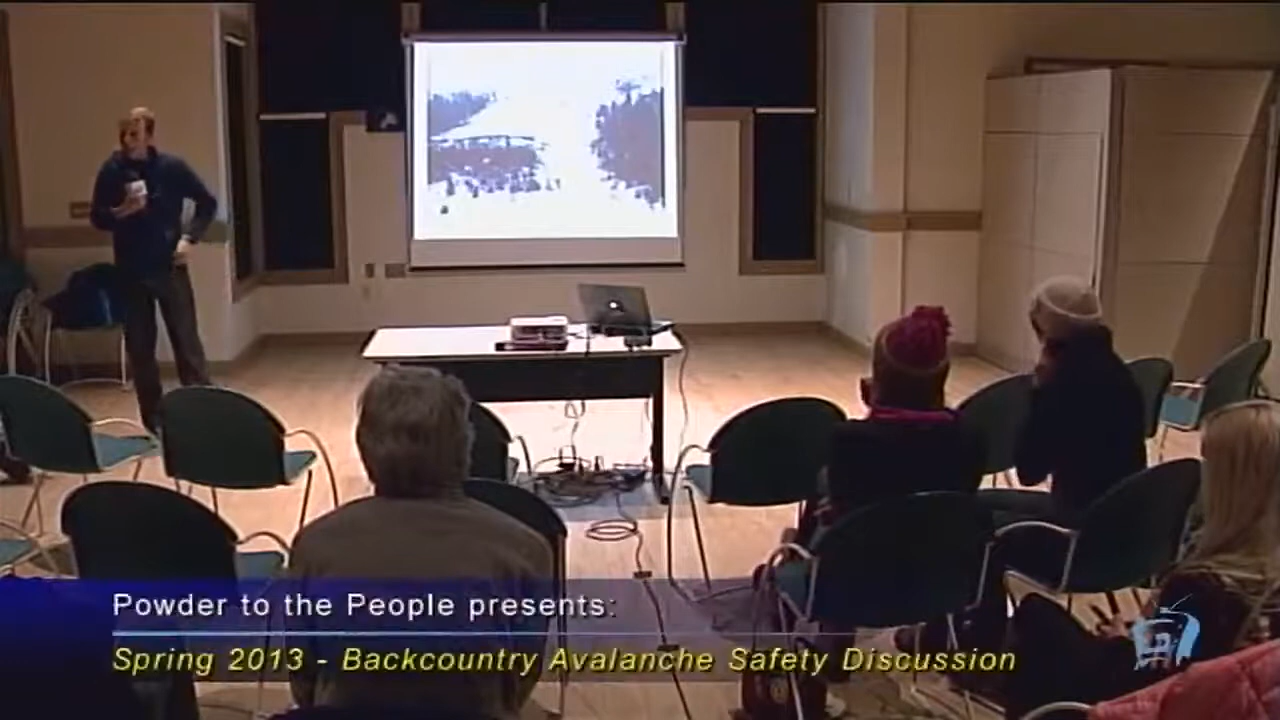 Powder to the People presents:
Spring 2013 - Backcountry Avalanche Safety Discussion